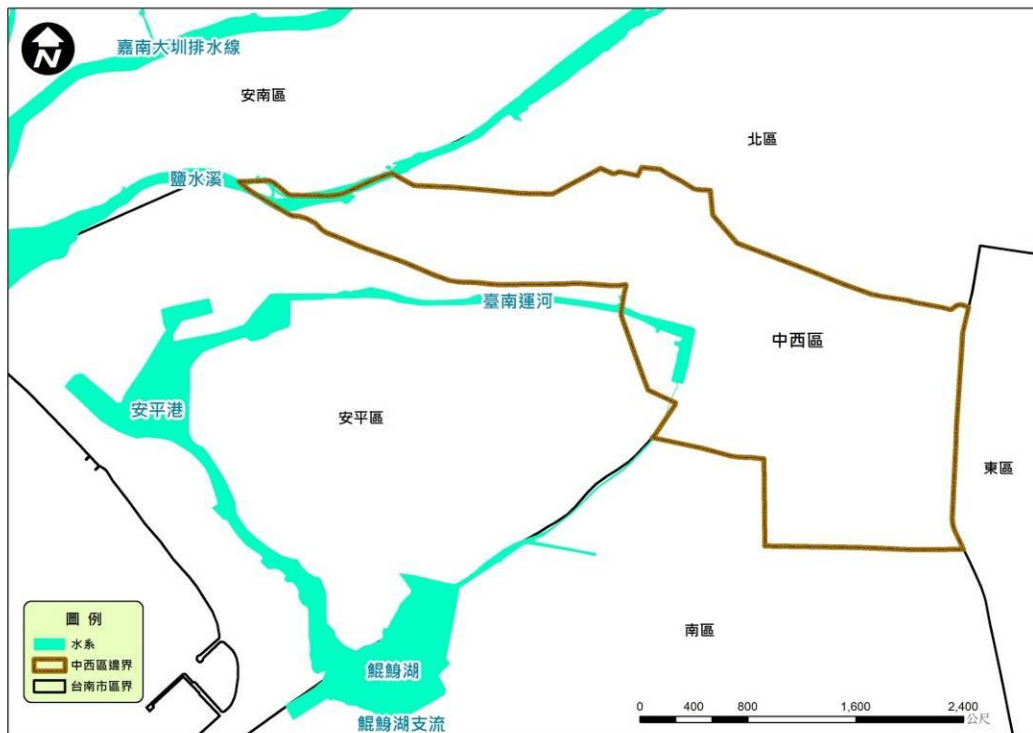 N
嘉南大圳排水線
安南區
北區
鹽水溪
臺南運河
中西區
安平港
安平區
東區
南區
鯤鯓湖
鯤鯓湖支流
圖 例
水系
中西區邊界
台南市區界
0 400 800 1,600 2,400
公尺